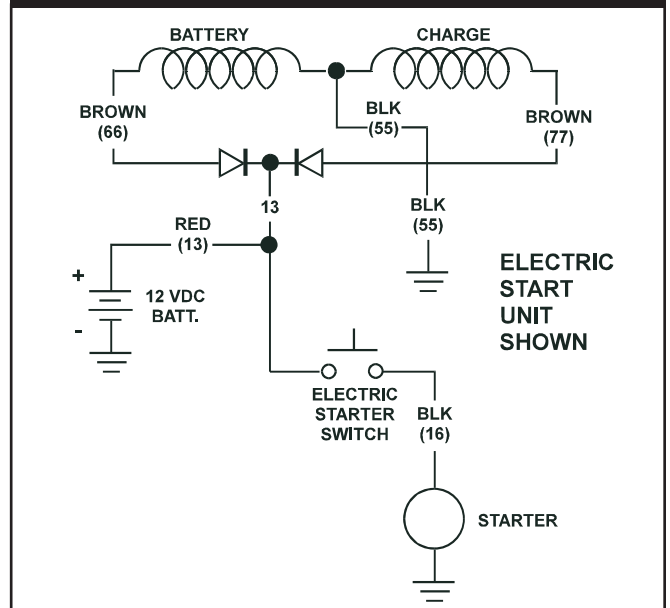 BATTERY
CHARGE
BROWN
(66)
BLK
(55)
BROWN
(77)
13
BLK
(55)
RED
(13)
+
12 VDC
BATT.
-
ELECTRIC
START
UNIT
SHOWN
ELECTRIC
STARTER
SWITCH
BLK
(16)
STARTER